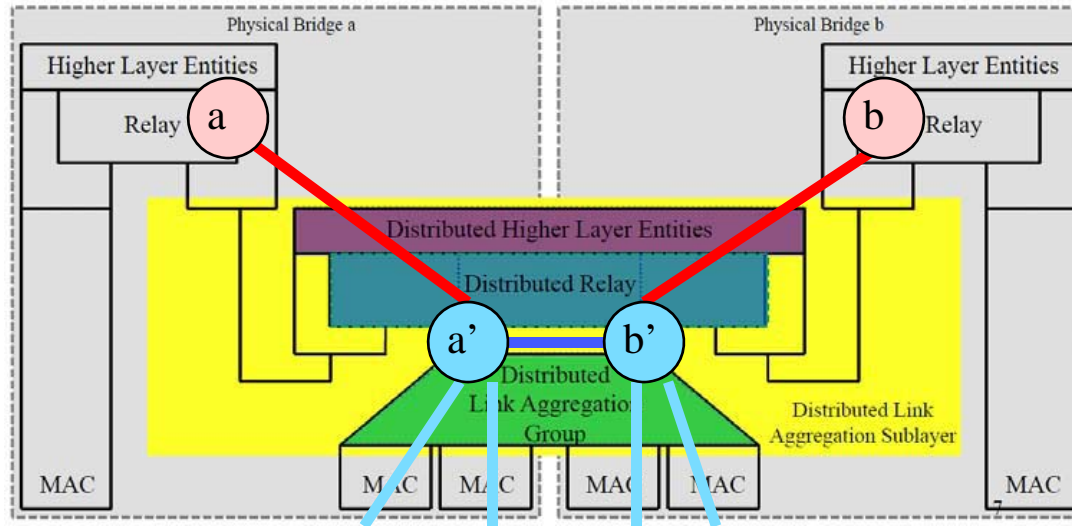 Physical Bridge a
Physical Bridge b
Higher Layer Entities
Higher Layer Entities
Relay
a
b
Relay
Distributed Higher Layer Entities
Distributed Relay
a’
b’
Distributed
Link Aggregation
Group
Distributed Link
Aggregation Sublayer
MAC
MAC
MAC
MAC
MAC
MAC
7